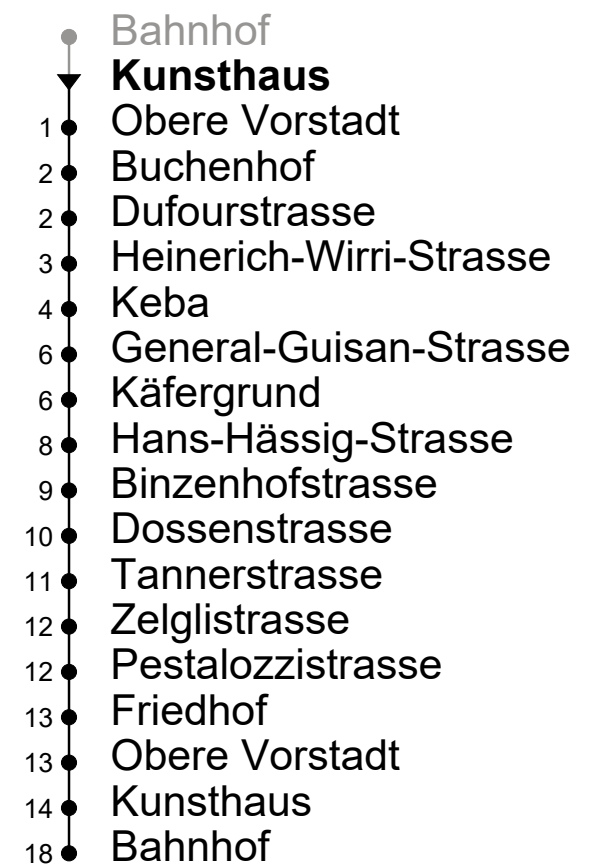 Bahnhof
Kunsthaus
1 Obere Vorstadt
2 Buchenhof
2 Dufourstrasse
3 Heinerich-Wirri-Strasse
4 Keba
6 General-Guisan-Strasse
6 Käfergrund
8 Hans-Hässig-Strasse
9 Binzenhofstrasse
10 Dossenstrasse
11 Tannerstrasse
12 Zelglistrasse
12 Pestalozzistrasse
13 Friedhof
13 Obere Vorstadt
14 Kunsthaus
18 Bahnhof